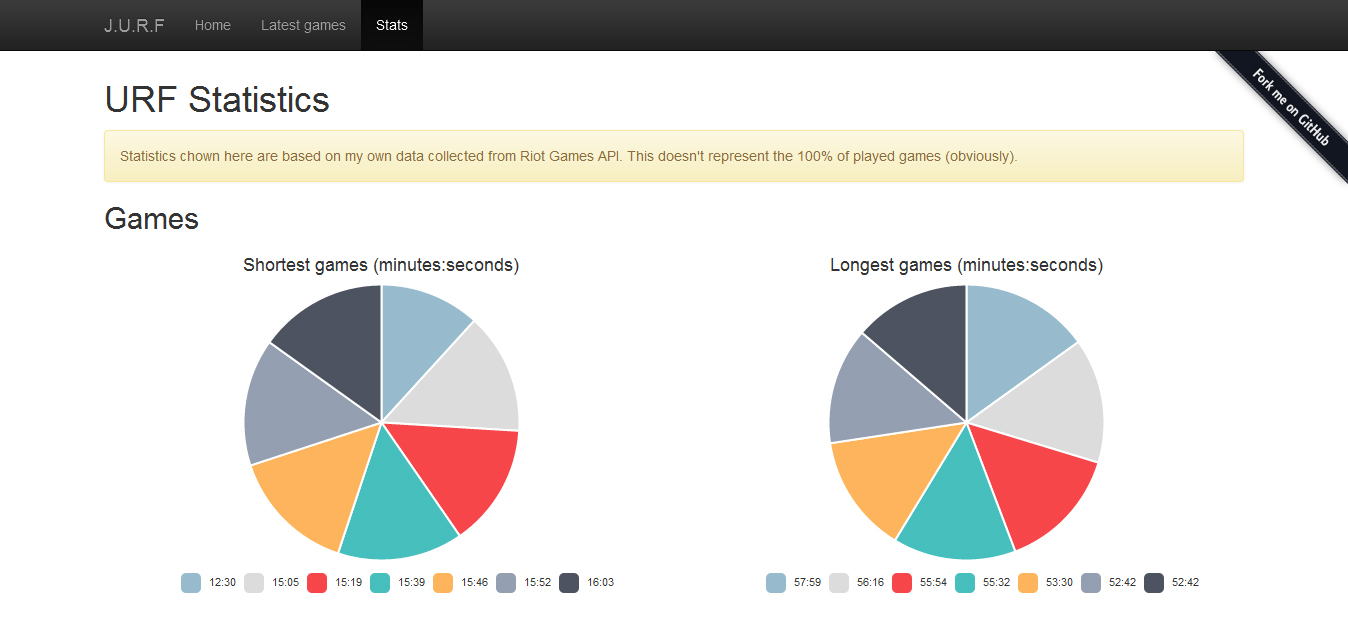 J.U.R.F Home Latest games Stats
Fork me on GitHub
URF Statistics
Statistics chown here are based on my own data collected from Riot Games API. This doesn't represent the 100% of played games (obviously).
Games
Shortest games (minutes:seconds)
12:30 15:05 15:19 15:39 15:46 15:52 16:03
Longest games (minutes:seconds)
57:59 56:16 55:54 55:32 53:30 52:42 52:42